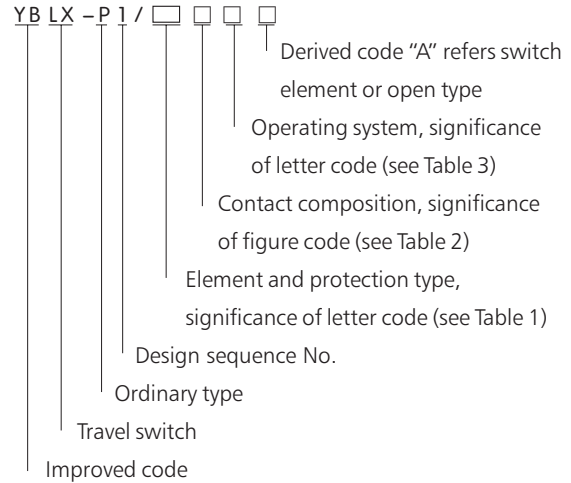 YB LX - P 1 / □ □ □ □
Derived code “A” refers switch
element or open type
Operating system, significance
of letter code (see Table 3)
Contact composition, significance
of figure code (see Table 2)
Element and protection type,
significance of letter code (see Table 1)
Design sequence No.
Ordinary type
Travel switch
Improved code